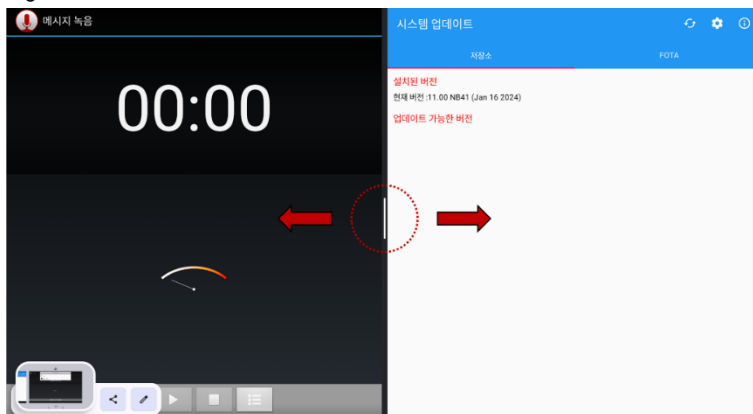 메시지 녹음
00:00
시스템 업데이트
저장소
FOTA
설치된 버전
현재 버전 :11.00 NB41 (Jan 16 2024)
업데이트 가능한 버전